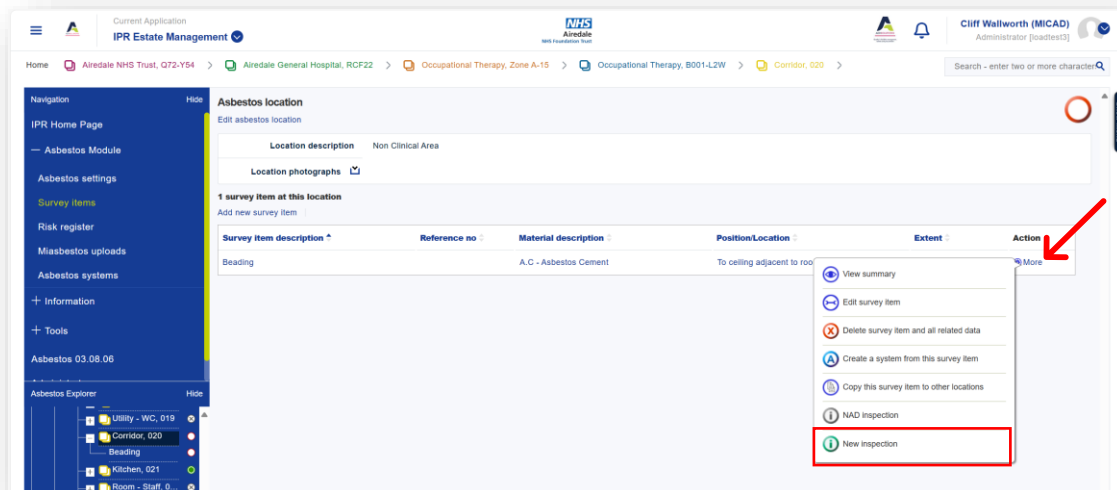 Current Application
IPR Estate Management
NHS
Airedale
NHS Foundation Trust
Cliff Wallworth (MICAD)
Administrator [loadtest3]
Home Airedale NHS Trust, Q72-Y54 > Airedale General Hospital, RCF22 > Occupational Therapy, Zone A-15 > Occupational Therapy, B001-L2W > Corridor, 020 >
Search - enter two or more character
Navigation Hide
IPR Home Page
Asbestos Module
Asbestos settings
Survey items
Risk register
Miasbestos uploads
Asbestos systems
Information
Tools
Asbestos 03.08.06
Asbestos Explorer Hide
Utility - WC, 019
Corridor, 020
Beading
Kitchen, 021
Room - Staff, 0...
Asbestos location
Edit asbestos location
Location description Non Clinical Area
Location photographs
1 survey item at this location
Add new survey item
Survey item description Reference no Material description Position/Location Extent Action
Beading A.C - Asbestos Cement To ceiling adjacent to roo More
View summary
Edit survey item
Delete survey item and all related data
Create a system from this survey item
Copy this survey item to other locations
NAD inspection
New inspection